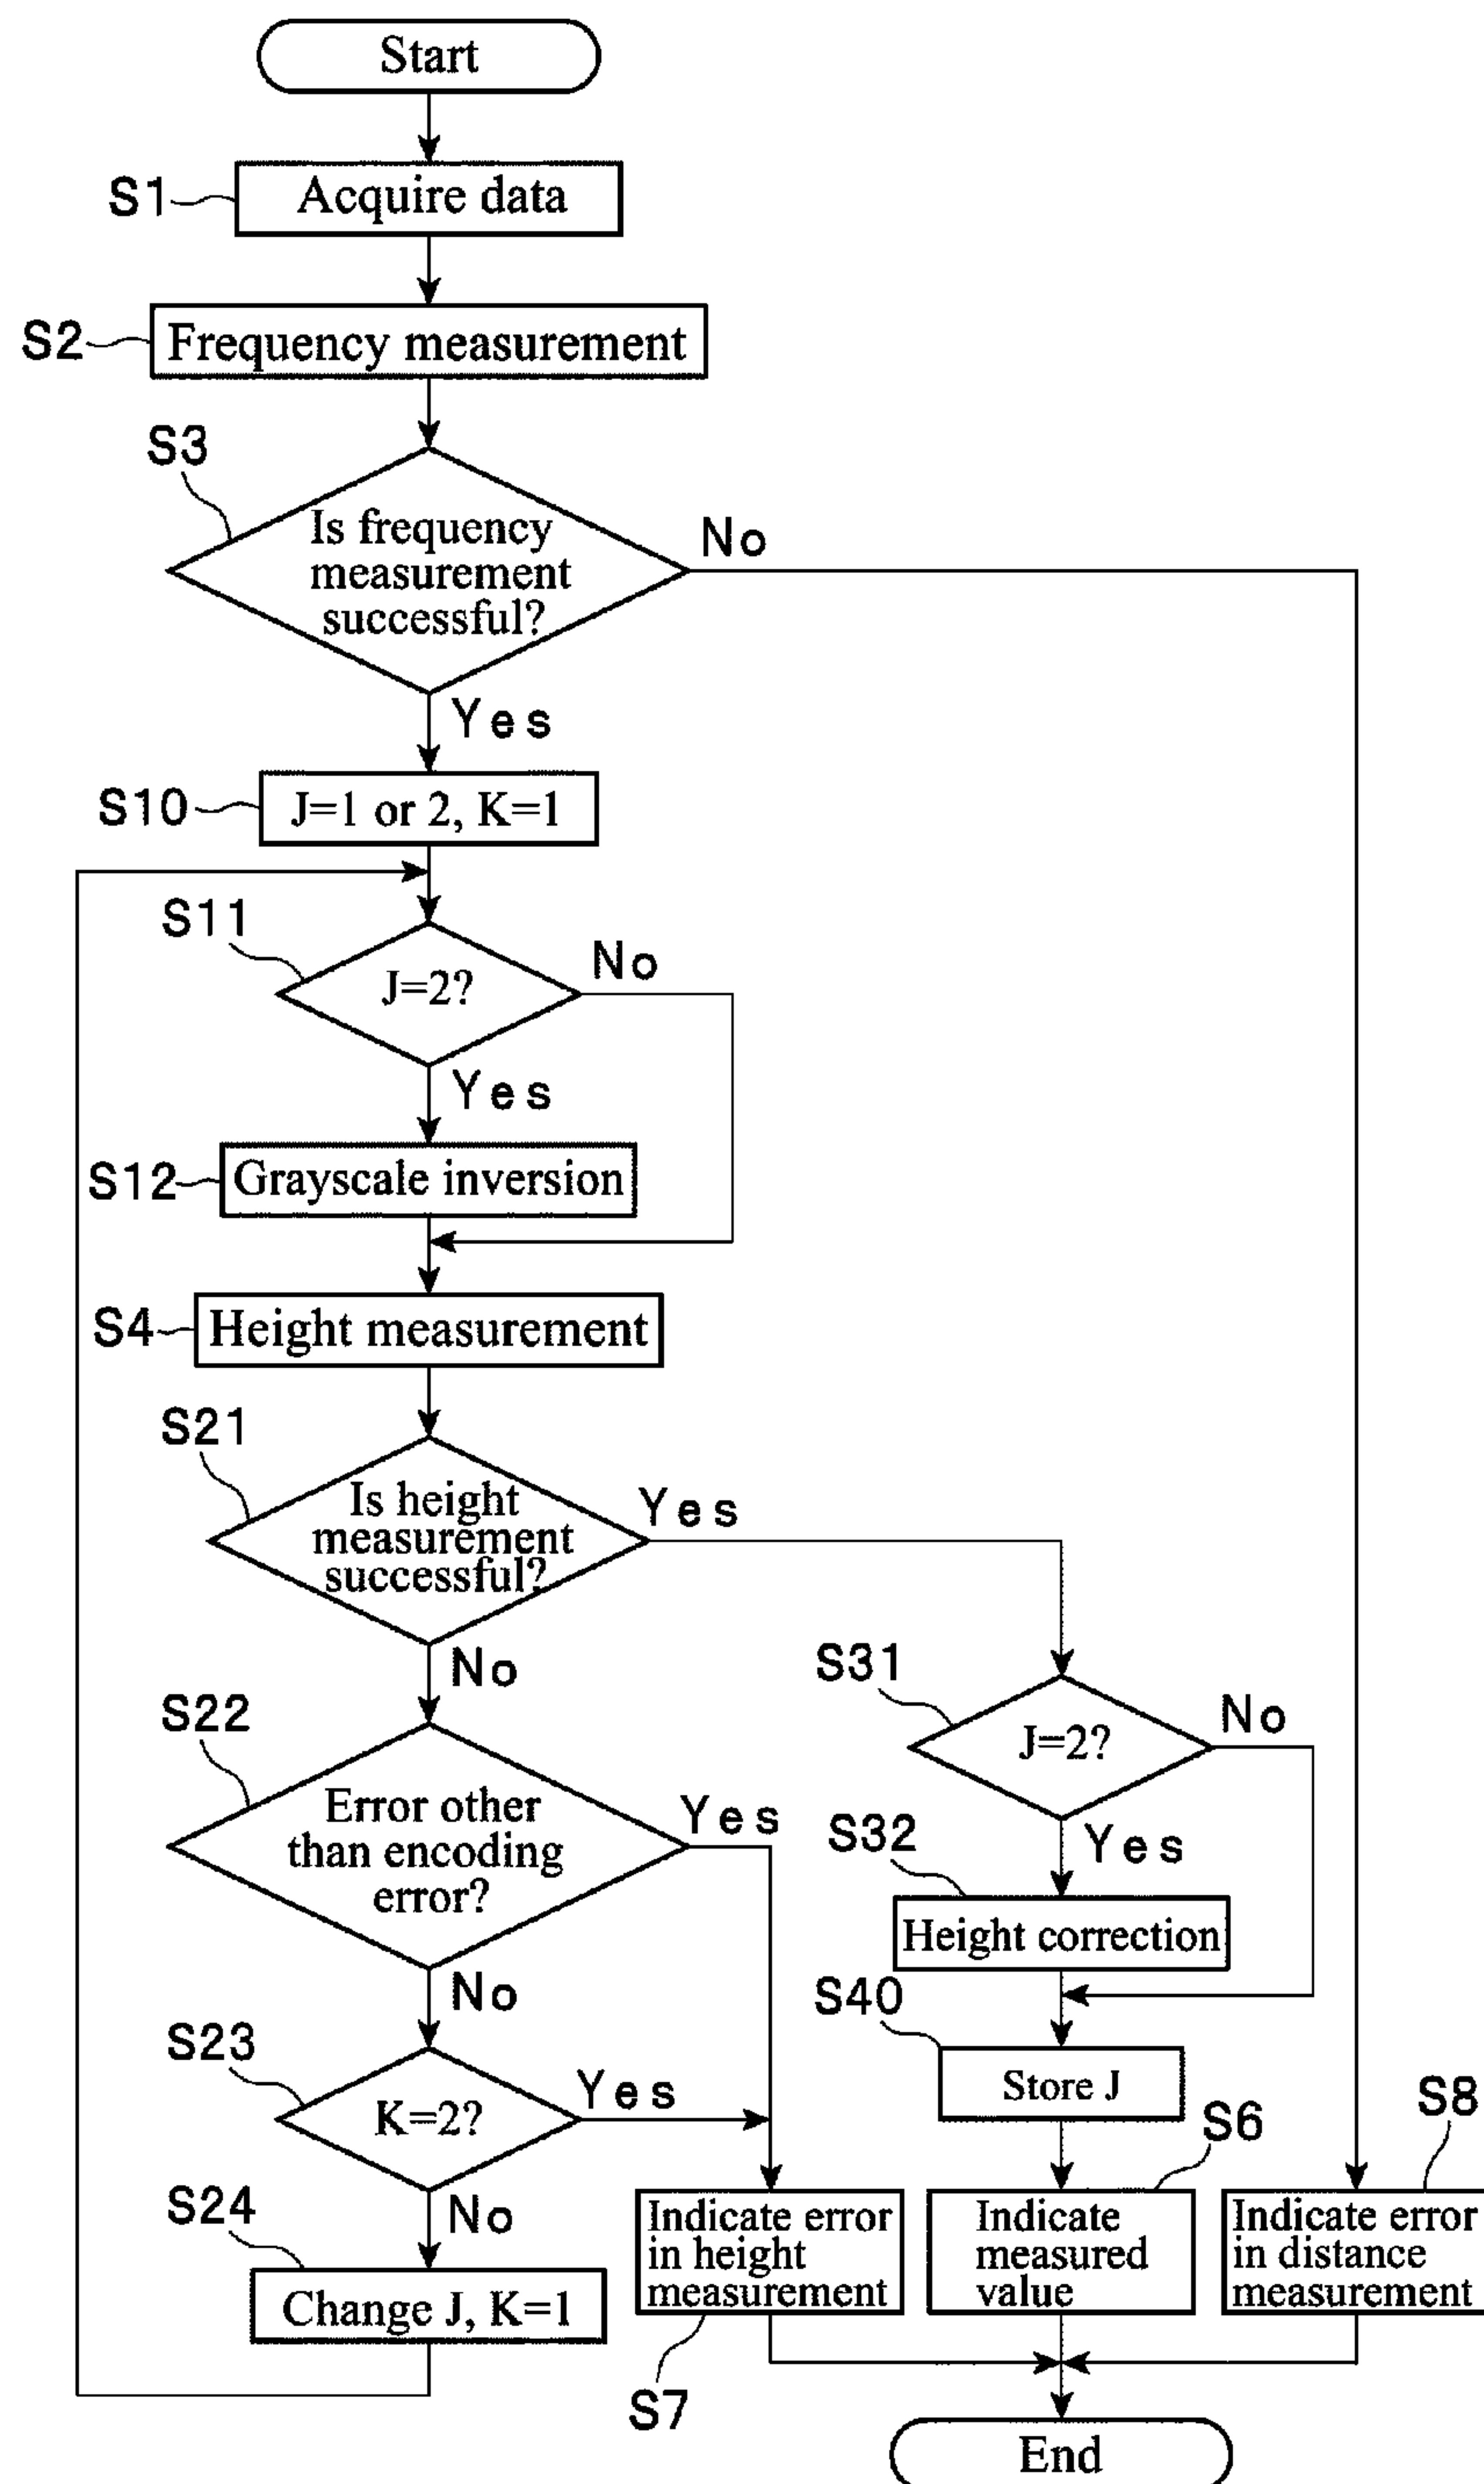 Start
S1
Acquire data
S2
Frequency measurement
S3
Is frequency
measurement
successful?
No
Yes
S10
J=1 or 2, K=1
S11
J=2?
No
Yes
S12
Grayscale inversion
S4
Height measurement
S21
Is height
measurement
successful?
Yes
No
S22
Error other
than encoding
error?
Yes
No
S31
J=2?
No
Yes
S32
Height correction
S40
Store J
S23
K=2?
Yes
No
S24
Change J, K=1
S7
Indicate error
in height
measurement
S6
Indicate
measured
value
S8
Indicate error
in distance
measurement
End